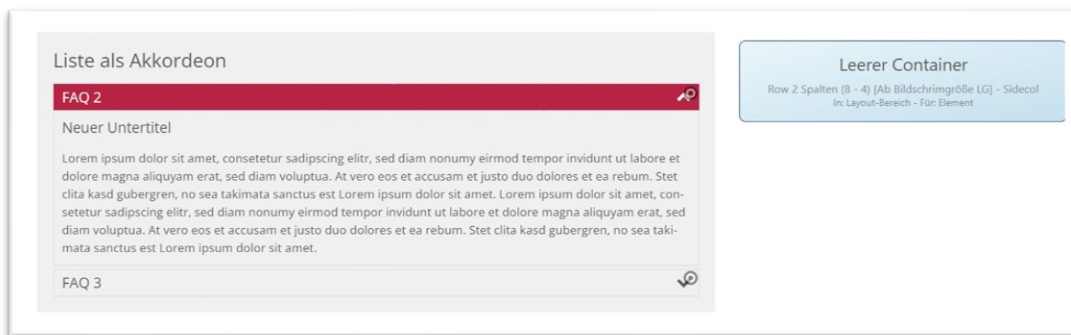 Liste als Akkordeon
FAQ 2
Neuer Untertitel
Lorem ipsum dolor sit amet, consetetur sadipscing elitr, sed diam nonumy eirmod tempor invidunt ut labore et
dolore magna aliquyam erat, sed diam voluptua. At vero eos et accusam et justo duo dolores et ea rebum. Stet
clita kasd gubergren, no sea takimata sanctus est Lorem ipsum dolor sit amet. Lorem ipsum dolor sit amet, con-
setetur sadipscing elitr, sed diam nonumy eirmod tempor invidunt ut labore et dolore magna aliquyam erat, sed
diam voluptua. At vero eos et accusam et justo duo dolores et ea rebum. Stet clita kasd gubergren, no sea taki-
mata sanctus est Lorem ipsum dolor sit amet.
FAQ 3
Leerer Container
Row 2 Spalten (8 - 4) [Ab Bildschrimgröße LG] - Sidecol
In: Layout-Bereich - Für: Element